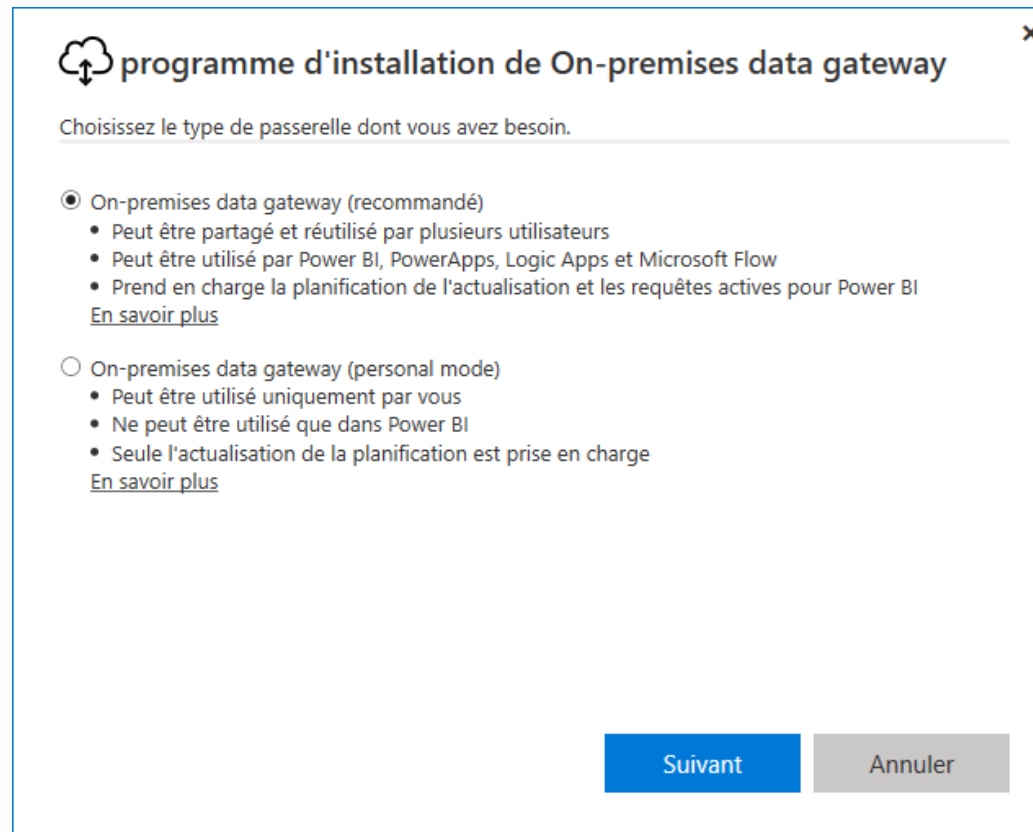 programme d'installation de On-premises data gateway
Choisissez le type de passerelle dont vous avez besoin.
On-premises data gateway (recommandé)
• Peut être partagé et réutilisé par plusieurs utilisateurs
• Peut être utilisé par Power BI, PowerApps, Logic Apps et Microsoft Flow
• Prend en charge la planification de l'actualisation et les requêtes actives pour Power BI
En savoir plus
On-premises data gateway (personal mode)
• Peut être utilisé uniquement par vous
• Ne peut être utilisé que dans Power BI
• Seule l'actualisation de la planification est prise en charge
En savoir plus
Suivant Annuler